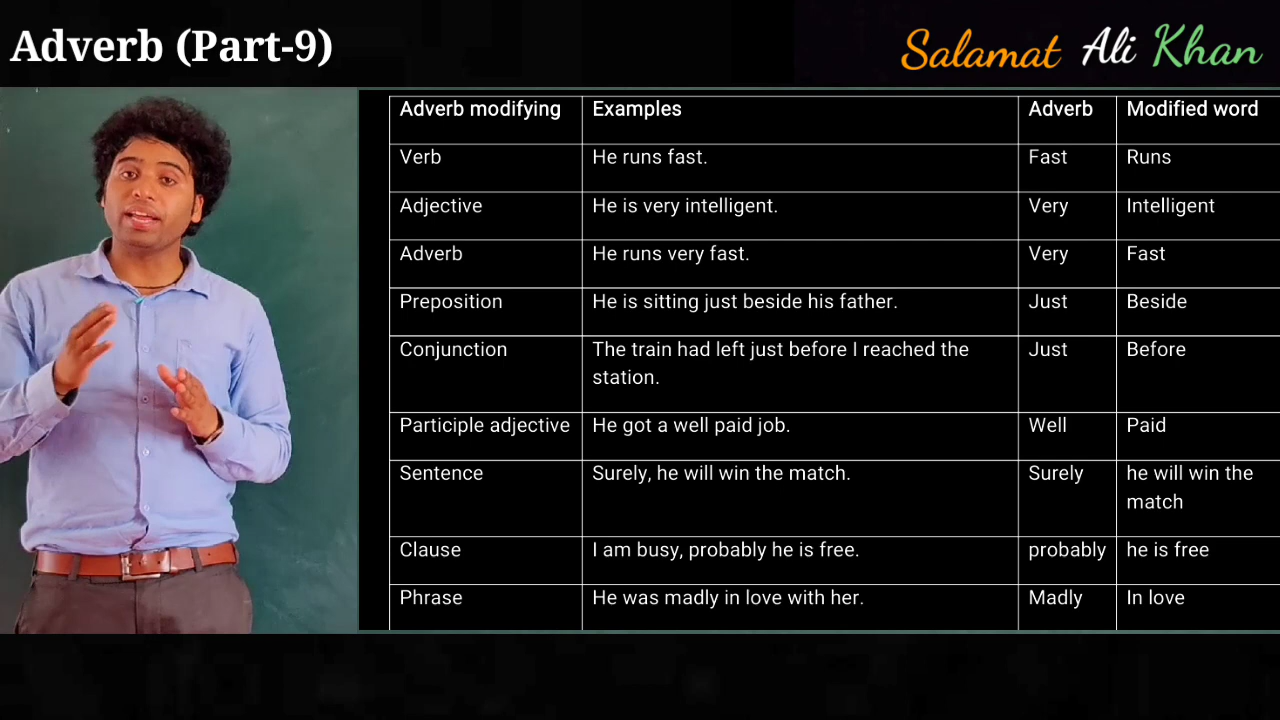 Adverb (Part-9)
Salamat Ali Khan
Adverb modifying Examples Adverb Modified word
Verb He runs fast. Fast Runs
Adjective He is very intelligent. Very Intelligent
Adverb He runs very fast. Very Fast
Preposition He is sitting just beside his father. Just Beside
Conjunction The train had left just before I reached the Just Before
station.
Participle adjective He got a well paid job. Well Paid
Sentence Surely, he will win the match. Surely he will win the
match
Clause I am busy, probably he is free. probably he is free
Phrase He was madly in love with her. Madly In love